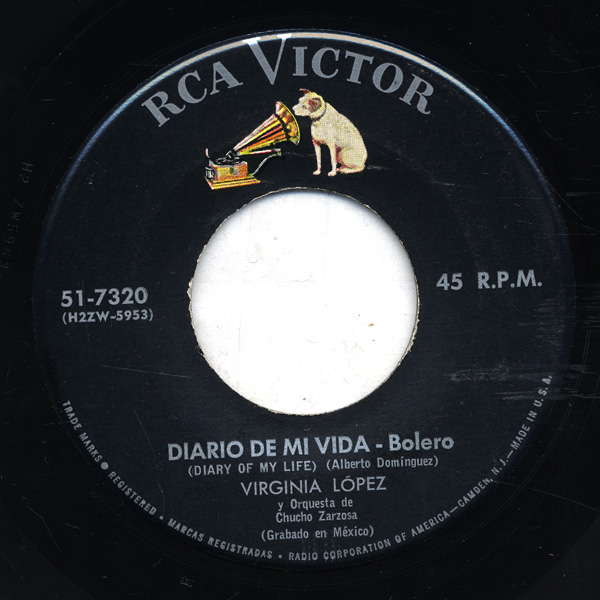 RCA VICTOR
51-7320
(H2ZW-5953)
45 R.P.M.
DIARIO DE MI VIDA - Bolero
(DIARY OF MY LIFE) (Alberto Domínguez)
VIRGINIA LÓPEZ
y Orquesta de
Chucho Zarzosa
(Grabado en México)
TRADE MARKS ● REGISTERED • MARCAS REGISTRADAS • RADIO CORPORATION OF AMERICA—CAMDEN, N.J.—MADE IN U.S.A.